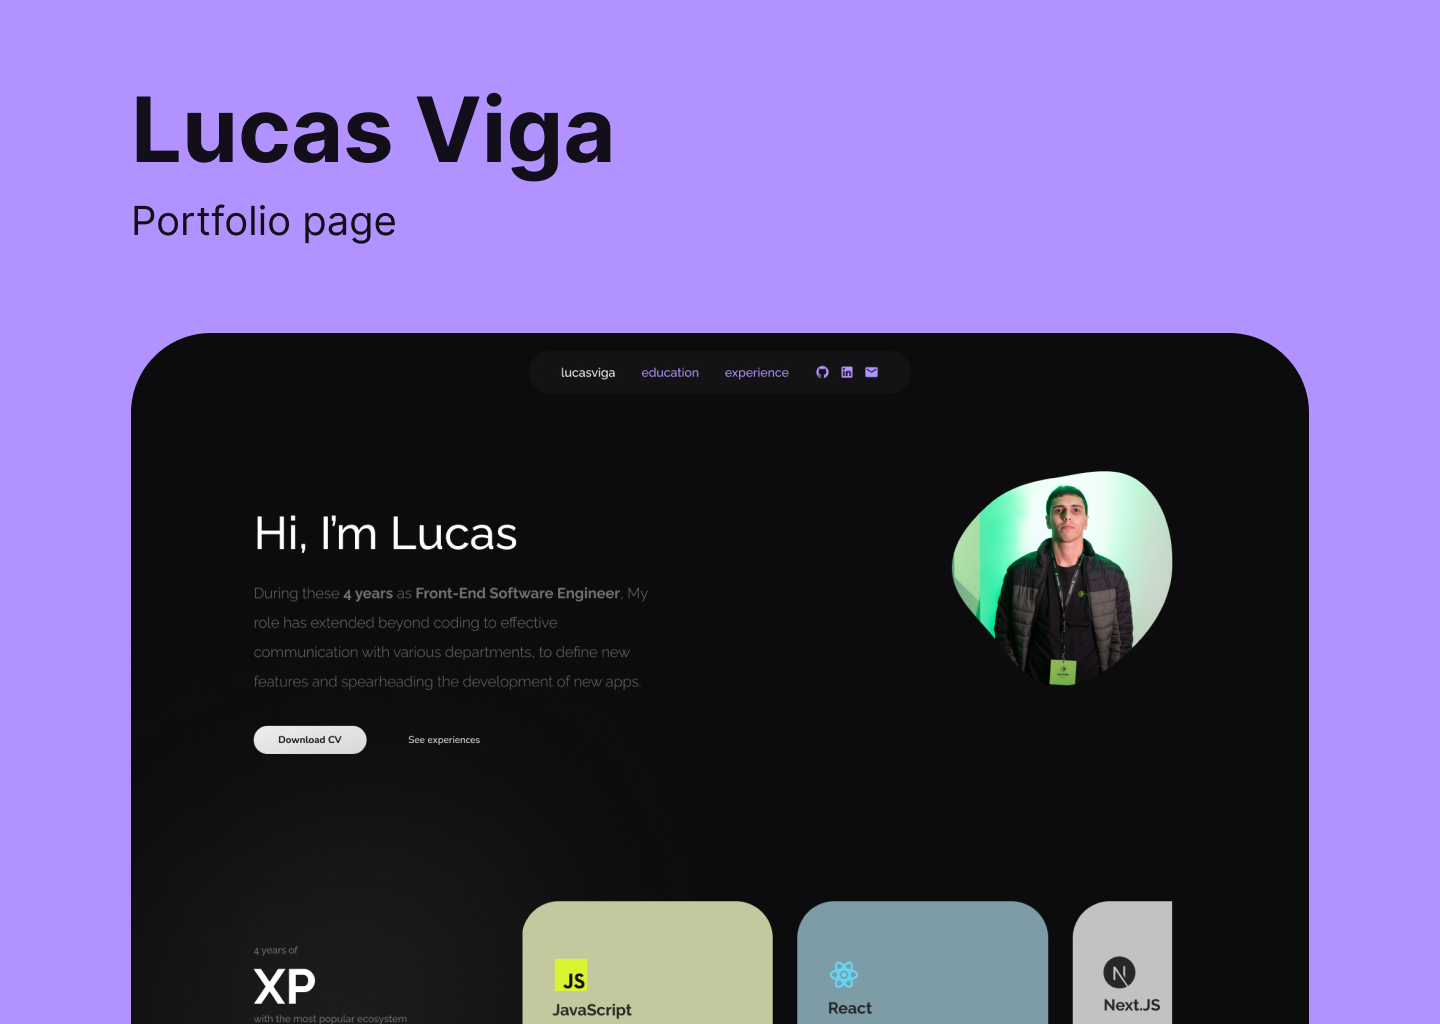 Lucas Viga
Portfolio page
lucasviga education experience
Hi, I'm Lucas
During these 4 years as Front-End Software Engineer. My
role has extended beyond coding to effective
communication with various departments, to define new
features and spearheading the development of new apps.
Download CV See experiences
4 years of
XP
with the most popular ecosystem
JS
JavaScript
React
N
Next.JS